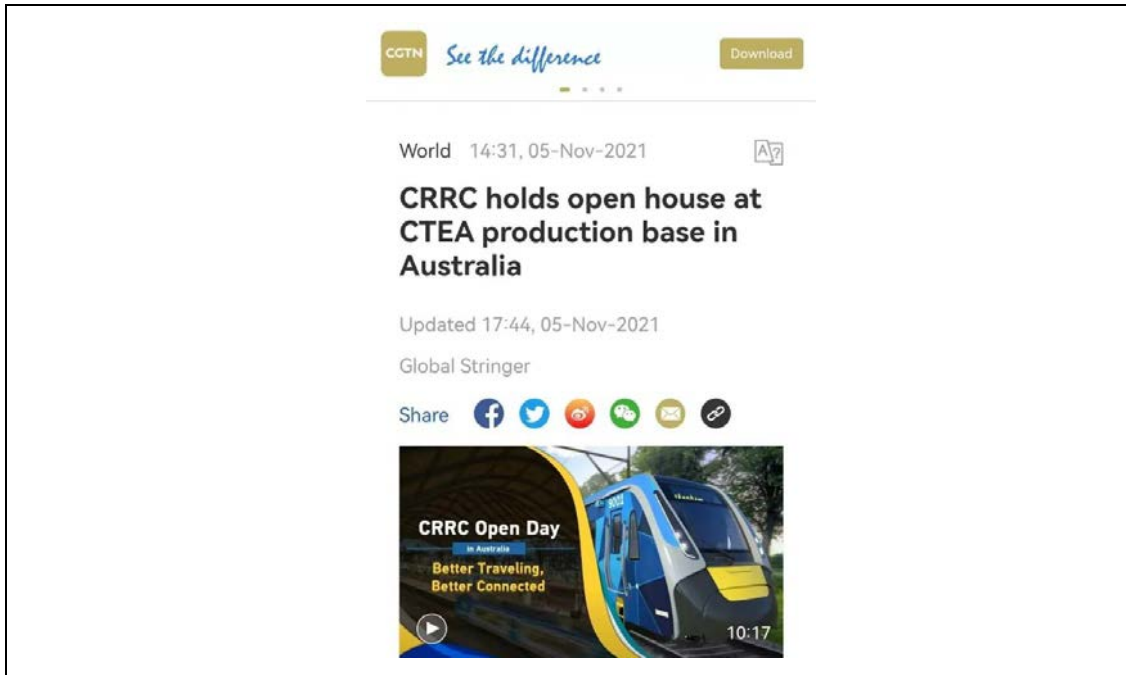 CGTN See the difference Download
World 14:31, 05-Nov-2021
CRRC holds open house at
CTEA production base in
Australia
Updated 17:44, 05-Nov-2021
Global Stringer
Share
9001
CRRC Open Day
in Australia
Better Traveling,
Better Connected
10:17